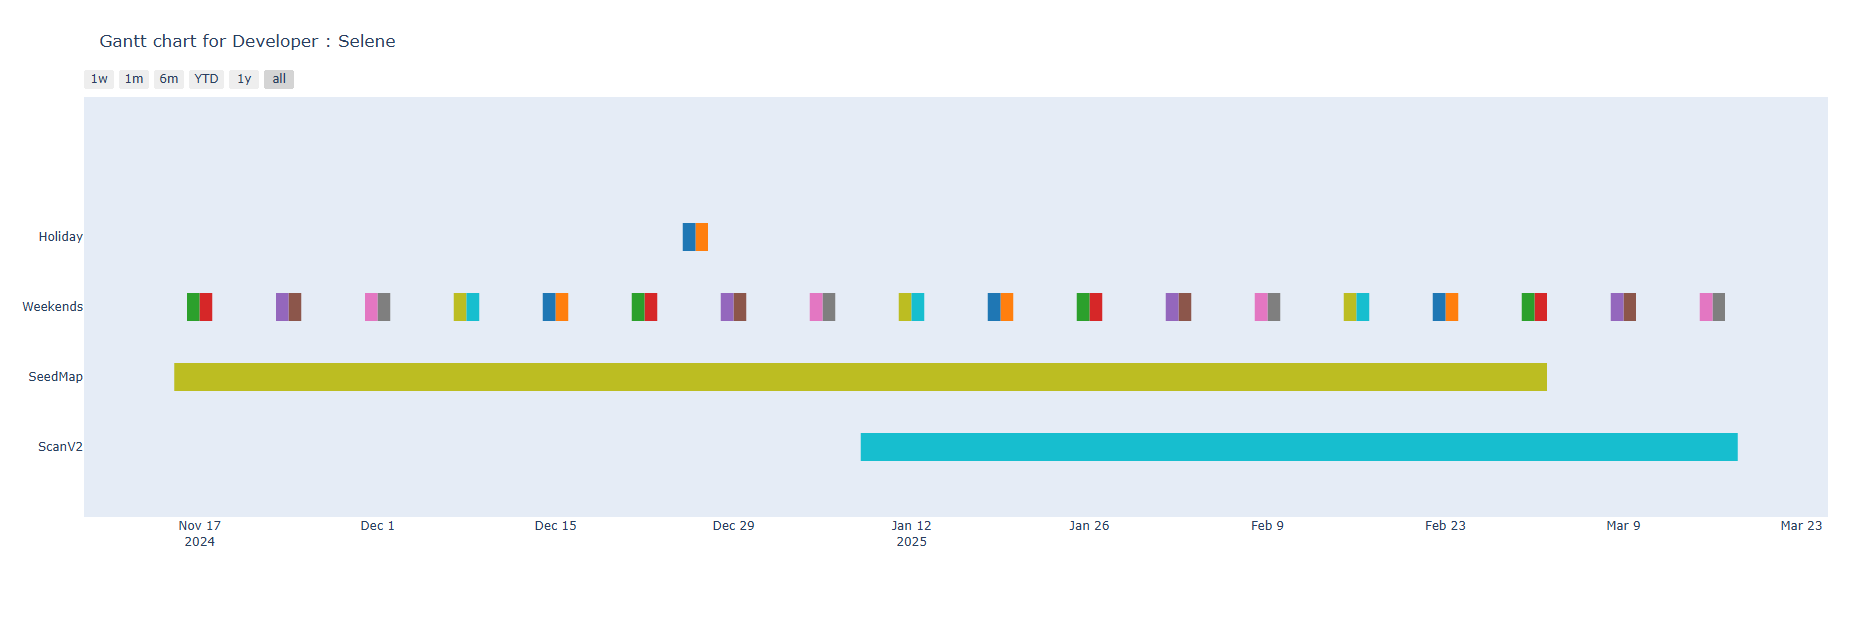 Gantt chart for Developer : Selene
1w 1m 6m YTD 1y all
Holiday
Weekends
SeedMap
ScanV2
Nov 17 Dec 1 Dec 15 Dec 29 Jan 12 Jan 26 Feb 9 Feb 23 Mar 9 Mar 23
2024 2025